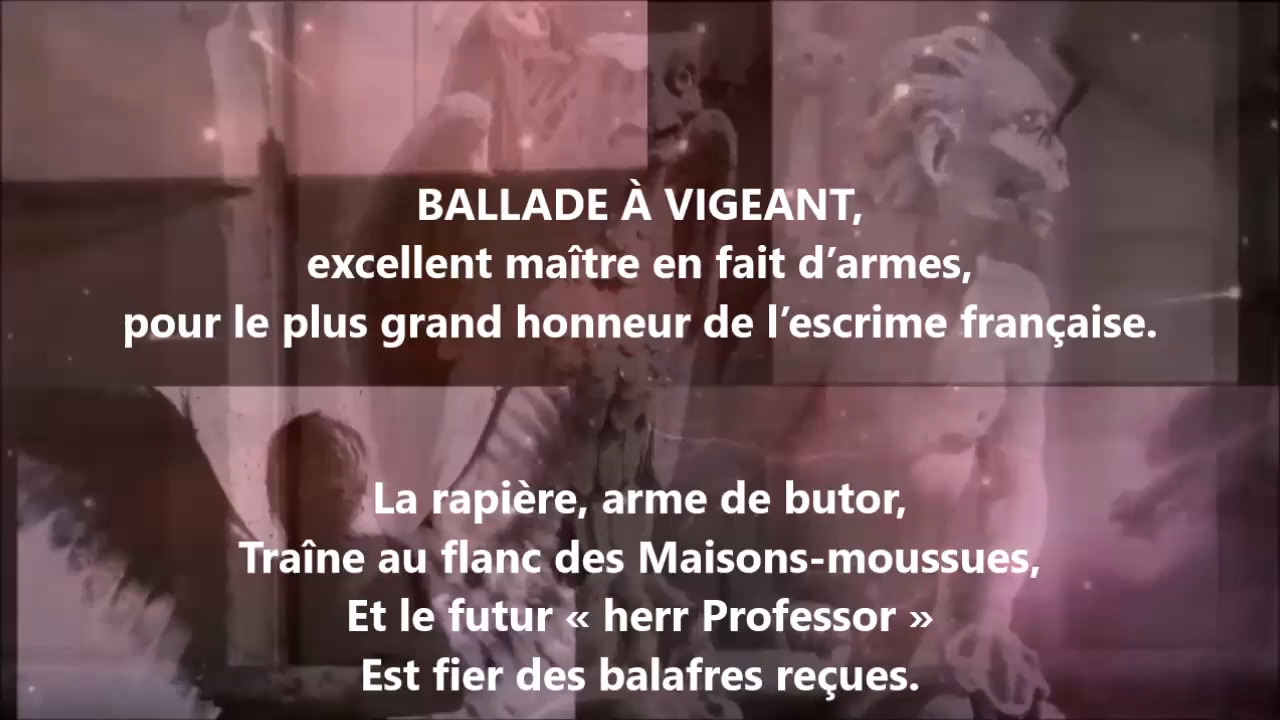 BALLADE À VIGEANT,
excellent maître en fait d’armes,
pour le plus grand honneur de l’escrime française.
La rapière, arme de butor,
Traîne au flanc des Maisons-moussues,
Et le futur « herr Professor »
Est fier des balafres reçues.